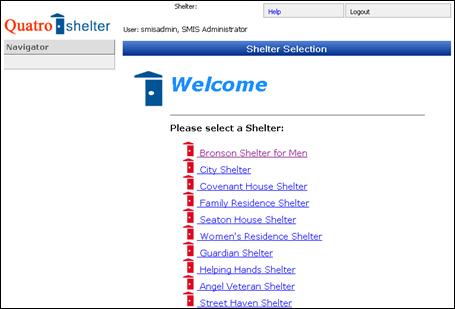 Shelter:
Help
Logout
Quatro shelter
User: smisadmin, SMIS Administrator
Navigator
Shelter Selection
Welcome
Please select a Shelter:
Bronson Shelter for Men
City Shelter
Covenant House Shelter
Family Residence Shelter
Seaton House Shelter
Women's Residence Shelter
Guardian Shelter
Helping Hands Shelter
Angel Veteran Shelter
Street Haven Shelter